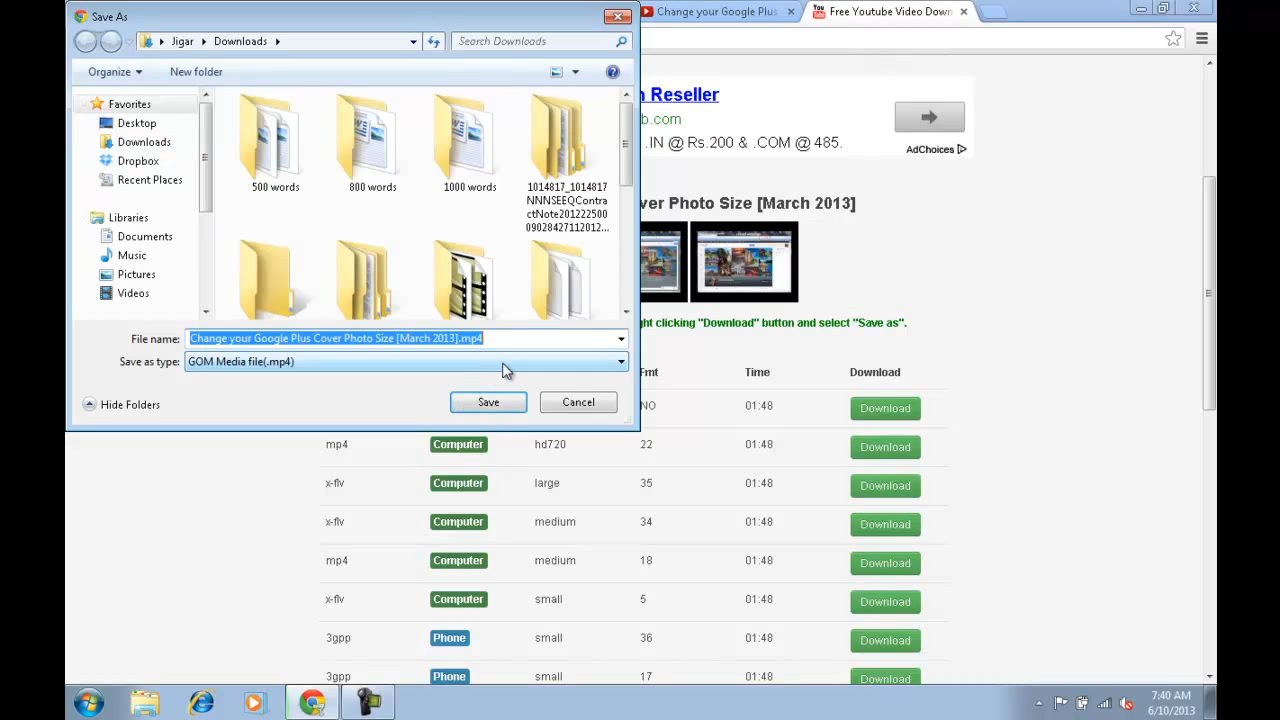 Save As
Change your Google Plus
Free Youtube Video Down
Jigar
Downloads
Search Downloads
Organize
New folder
Favorites
Desktop
Downloads
Dropbox
Recent Places
Libraries
Documents
Music
Pictures
Videos
500 words
800 words
1000 words
1014817_1014817
NNNSEEQContra
ctNote201222500
09028427112012...
File name:
Change your Google Plus Cover Photo Size [March 2013].mp4
Save as type:
GOM Media file(.mp4)
Hide Folders
Save
Cancel
n Reseller
b.com
.IN @ Rs.200 & .COM @ 485.
AdChoices
ver Photo Size [March 2013]
ght clicking "Download" button and select "Save as".
Fmt Time Download
NO 01:48 Download
mp4 Computer hd720 22 01:48 Download
x-flv Computer large 35 01:48 Download
x-flv Computer medium 34 01:48 Download
mp4 Computer medium 18 01:48 Download
x-flv Computer small 5 01:48 Download
3gpp Phone small 36 01:48 Download
3gpp Phone small 17 01:48 Download
7:40 AM
6/10/2013